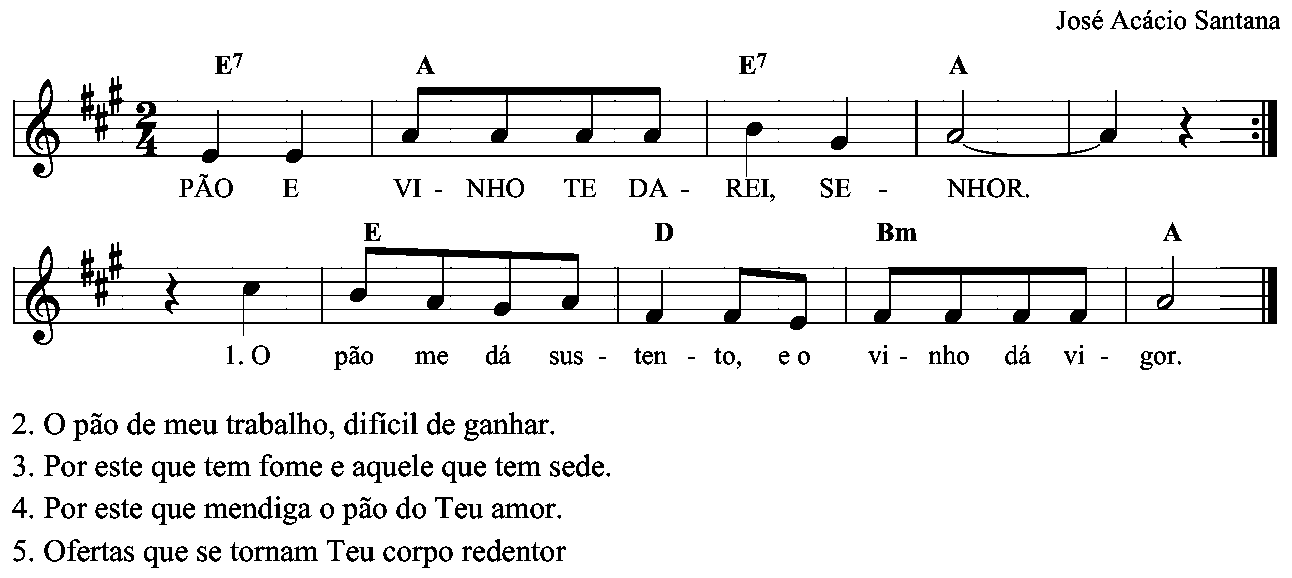 José Acácio Santana
E7 A E7 A
2
4
PÃO E VI - NHO TE DA - REI, SE - NHOR.
E D Bm A
1. O pão me dá sus - ten - to, e o vi - nho dá vi - gor.
2. O pão de meu trabalho, difícil de ganhar.
3. Por este que tem fome e aquele que tem sede.
4. Por este que mendiga o pão do Teu amor.
5. Ofertas que se tornam Teu corpo redentor